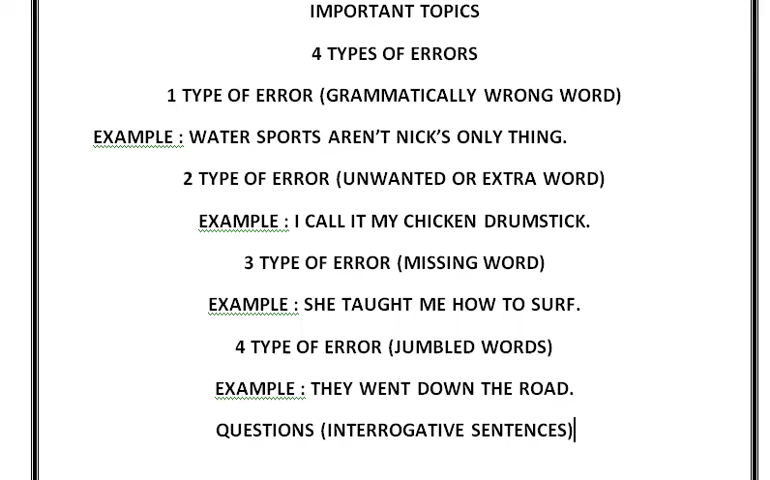 IMPORTANT TOPICS
4 TYPES OF ERRORS
1 TYPE OF ERROR (GRAMMATICALLY WRONG WORD)
EXAMPLE : WATER SPORTS AREN’T NICK’S ONLY THING.
2 TYPE OF ERROR (UNWANTED OR EXTRA WORD)
EXAMPLE : I CALL IT MY CHICKEN DRUMSTICK.
3 TYPE OF ERROR (MISSING WORD)
EXAMPLE : SHE TAUGHT ME HOW TO SURF.
4 TYPE OF ERROR (JUMBLED WORDS)
EXAMPLE : THEY WENT DOWN THE ROAD.
QUESTIONS (INTERROGATIVE SENTENCES)